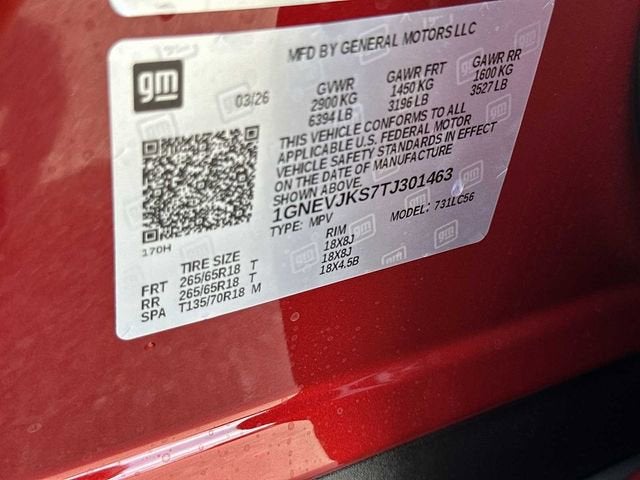 gm
MFD BY GENERAL MOTORS LLC
03/26
GVWR GAWR FRT GAWR RR
2900 KG 1450 KG 1600 KG
6394 LB 3196 LB 3527 LB
THIS VEHICLE CONFORMS TO ALL
APPLICABLE U.S. FEDERAL MOTOR
VEHICLE SAFETY STANDARDS IN EFFECT
ON THE DATE OF MANUFACTURE
SHOWN ABOVE.
1GNEVJKS7TJ301463
TYPE: MPV MODEL: 731LC56
170H
TIRE SIZE RIM
FRT 265/65R18 T 18X8J
RR 265/65R18 T 18X8J
SPA T135/70R18 M 18X4.5B